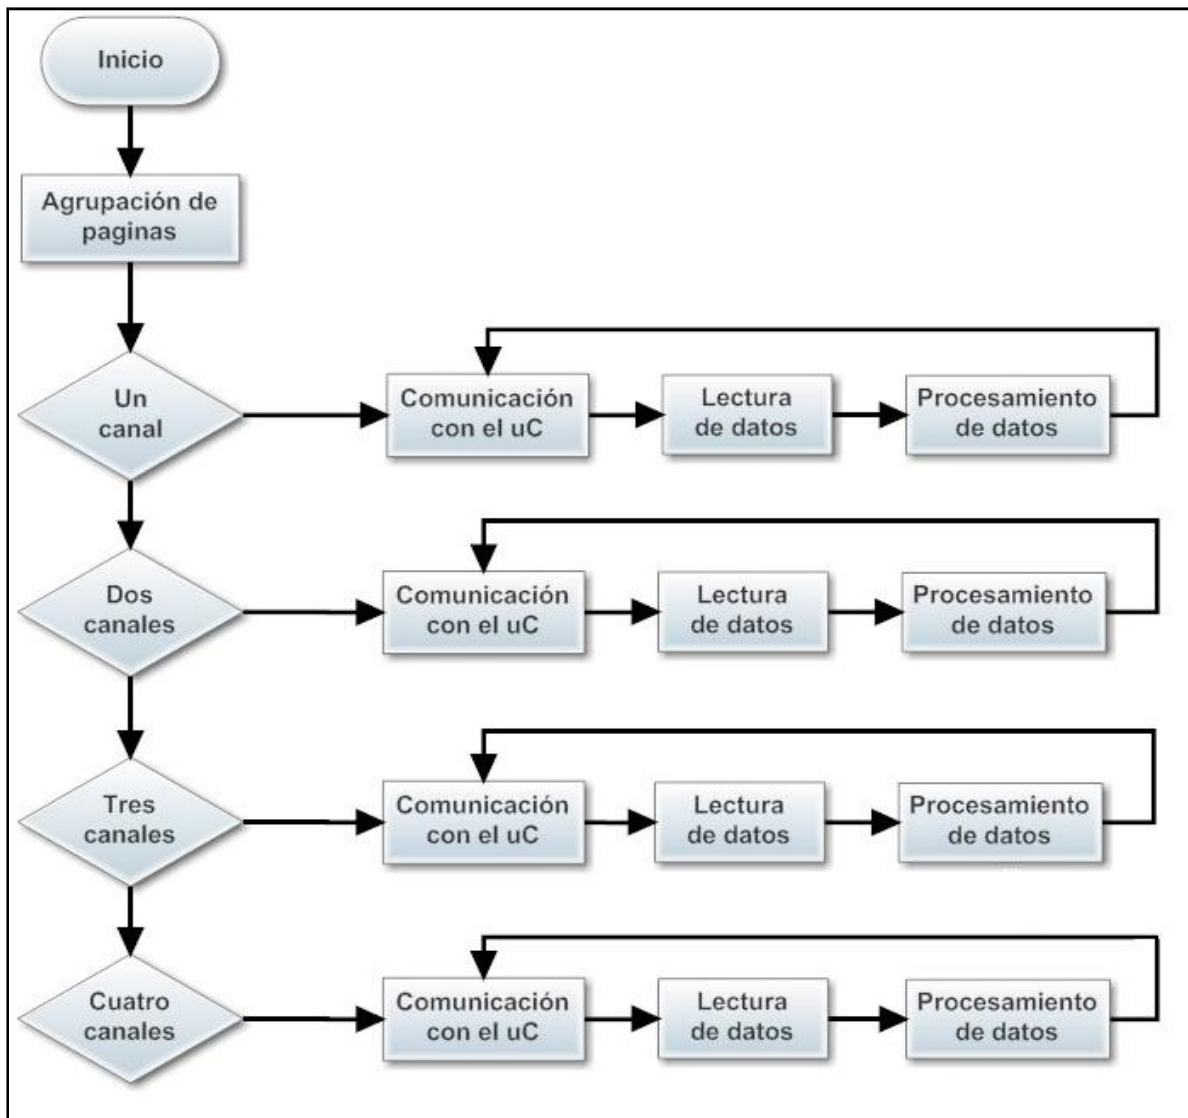 Inicio
Agrupación de
paginas
Un
canal
Comunicación
con el uC
Lectura
de datos
Procesamiento
de datos
Dos
canales
Comunicación
con el uC
Lectura
de datos
Procesamiento
de datos
Tres
canales
Comunicación
con el uC
Lectura
de datos
Procesamiento
de datos
Cuatro
canales
Comunicación
con el uC
Lectura
de datos
Procesamiento
de datos